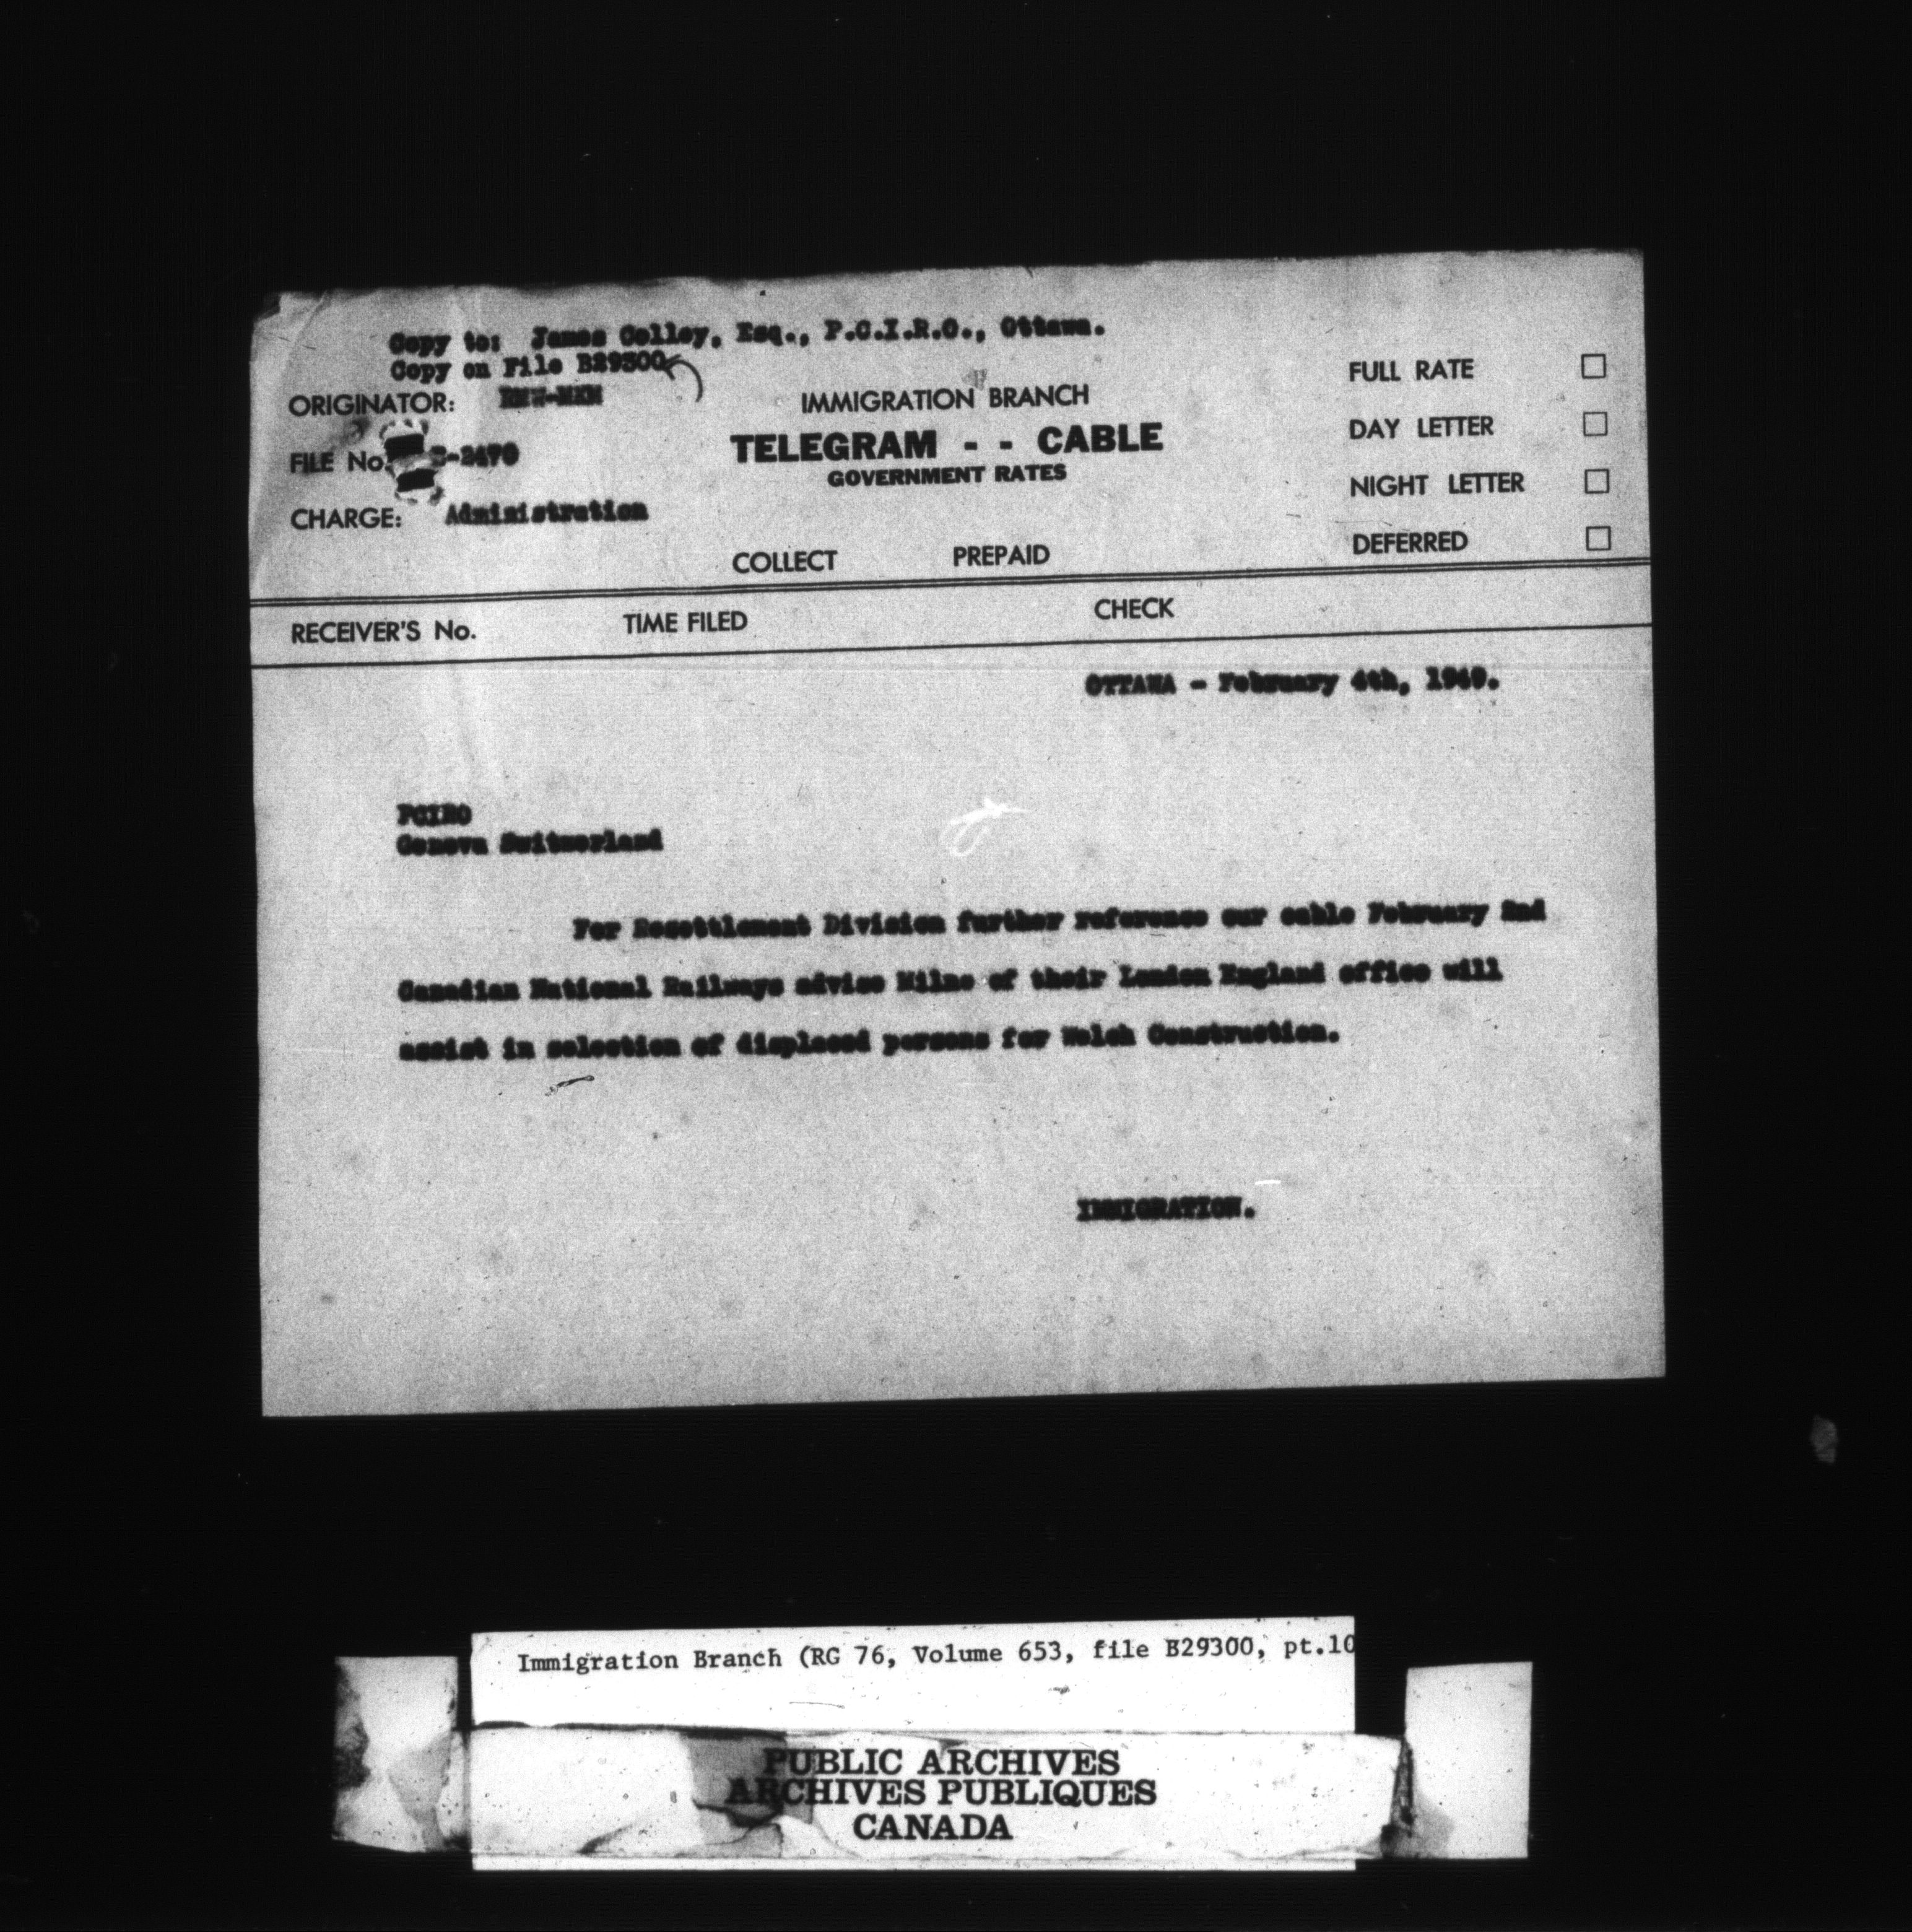 Copy to: James Colley, Esq., P.C.I.R.O., Ottawa.
Copy on File B29300
ORIGINATOR:
IMMIGRATION BRANCH
FULL RATE
TELEGRAM - - CABLE
DAY LETTER
FILE No. -2470
GOVERNMENT RATES
NIGHT LETTER
CHARGE: Administration
COLLECT PREPAID
DEFERRED
RECEIVER'S No. TIME FILED CHECK
OTTAWA - February 4th,
PCIRO
Geneva Switzerland
For Resettlement Division further reference our cable February 2nd
Canadian National Railways advise Milne of their London England office will
assist in selection of displaced persons for Welch Construction.
IMMIGRATION.
Immigration Branch (RG 76, Volume 653, file B29300, pt.10
PUBLIC ARCHIVES
ARCHIVES PUBLIQUES
CANADA